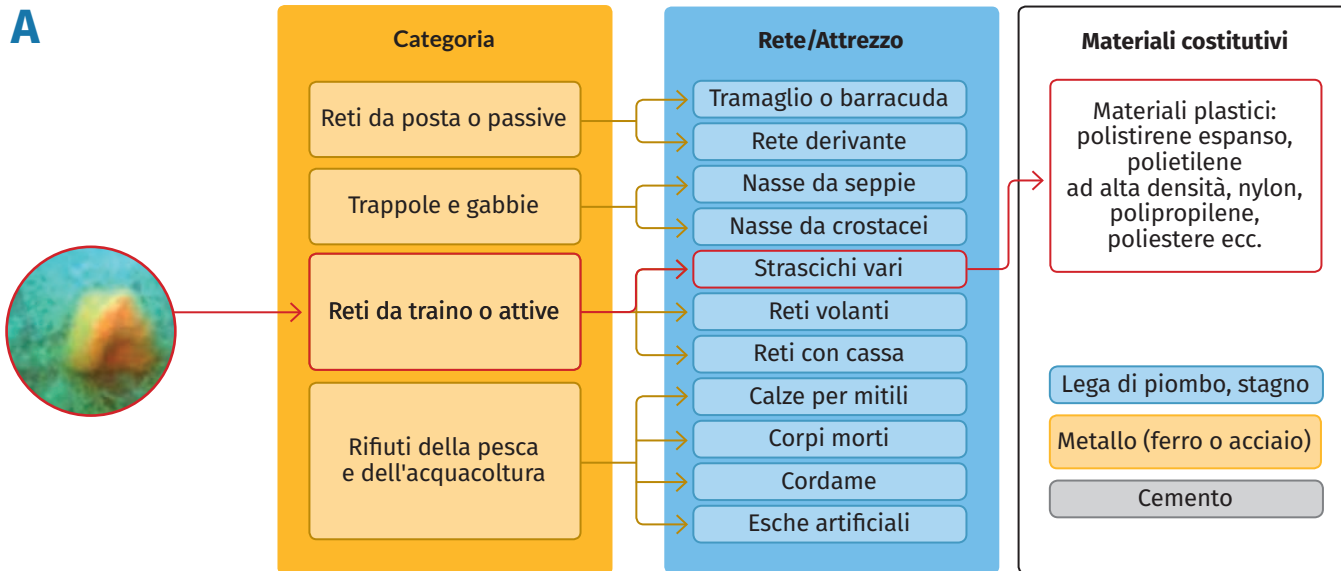 A
Categoria
Reti da posta o passive
Trappole e gabbie
Reti da traino o attive
Rifiuti della pesca
e dell'acquacoltura
Rete/Attrezzo
Tramaglio o barracuda
Rete derivante
Nasse da seppie
Nasse da crostacei
Strascichi vari
Reti volanti
Reti con cassa
Calze per mitili
Corpi morti
Cordame
Esche artificiali
Materiali costitutivi
Materiali plastici:
polistirene espanso,
polietilene
ad alta densità, nylon,
polipropilene,
poliestere ecc.
Lega di piombo, stagno
Metallo (ferro o acciaio)
Cemento